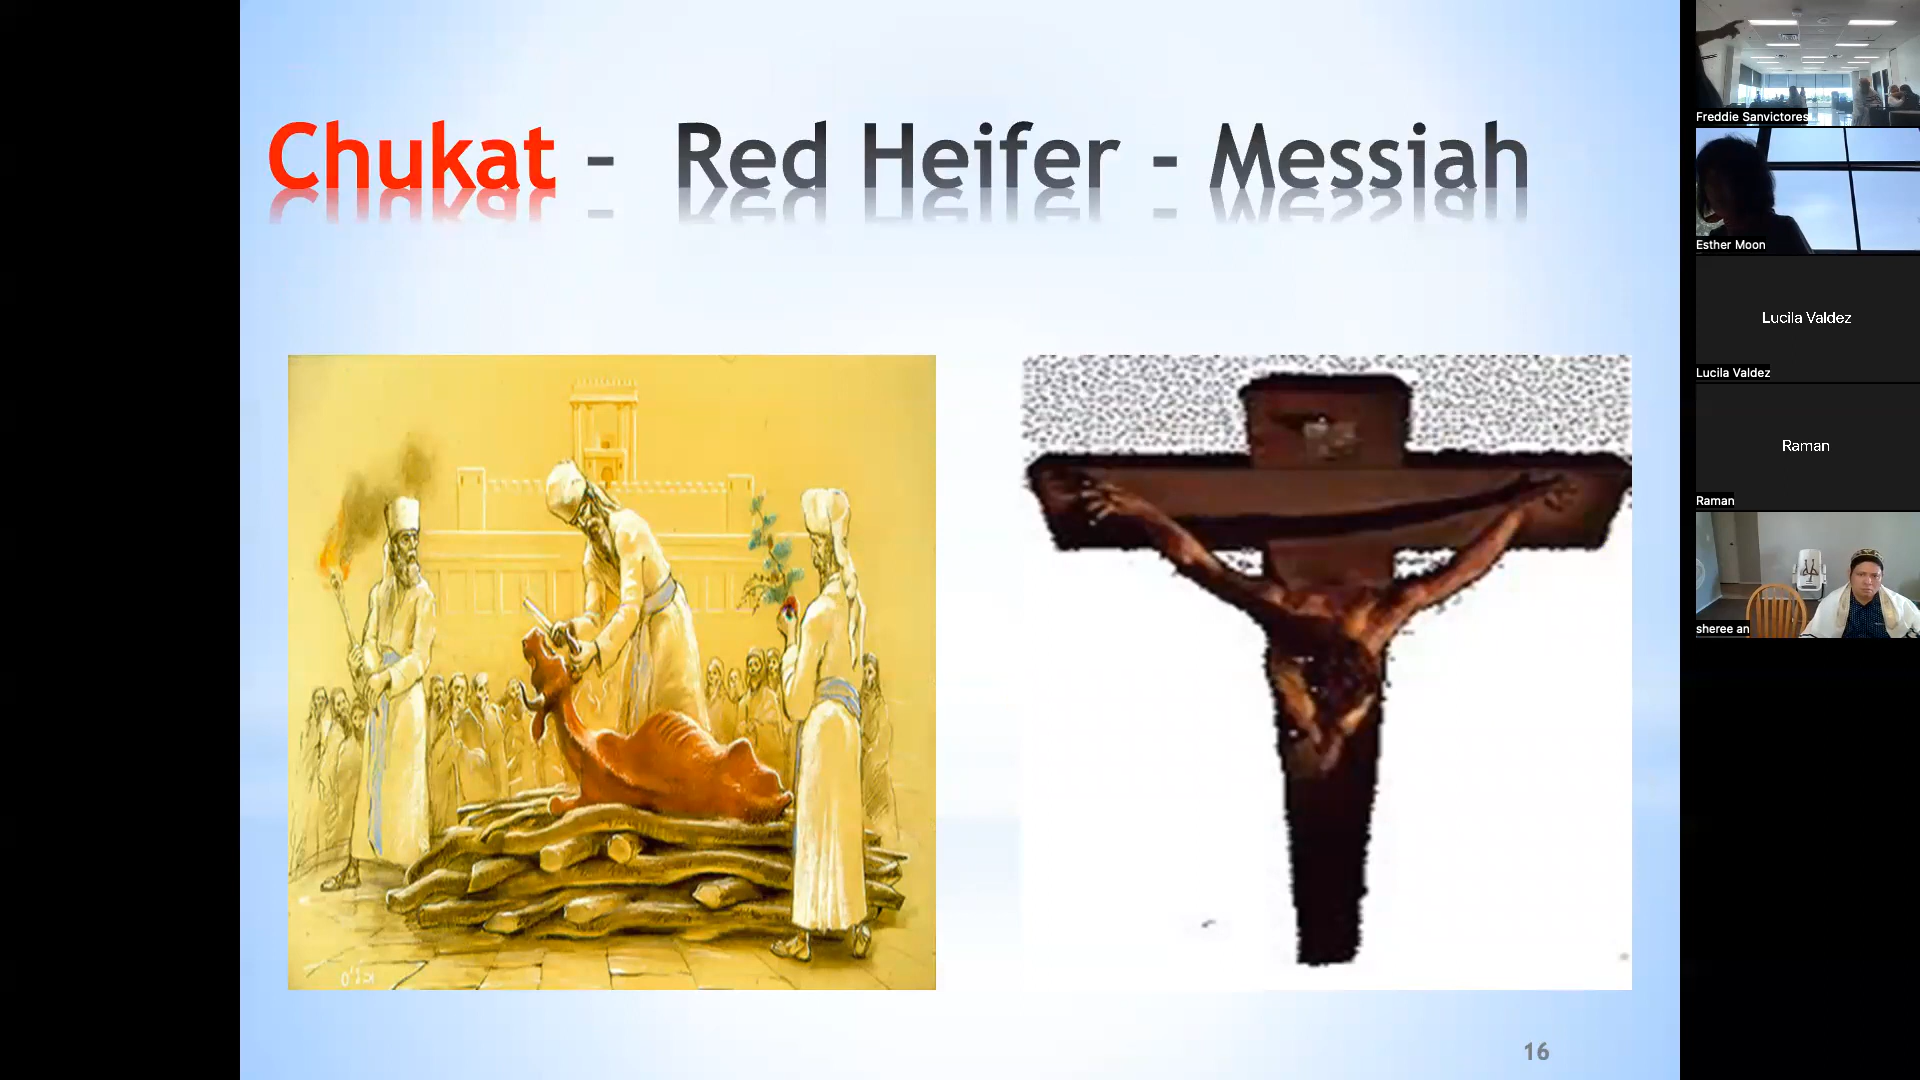 Chukat - Red Heifer - Messiah
16
Freddie Sanvictores
Esther Moon
Lucila Valdez
Lucila Valdez
Raman
Raman
sheree an